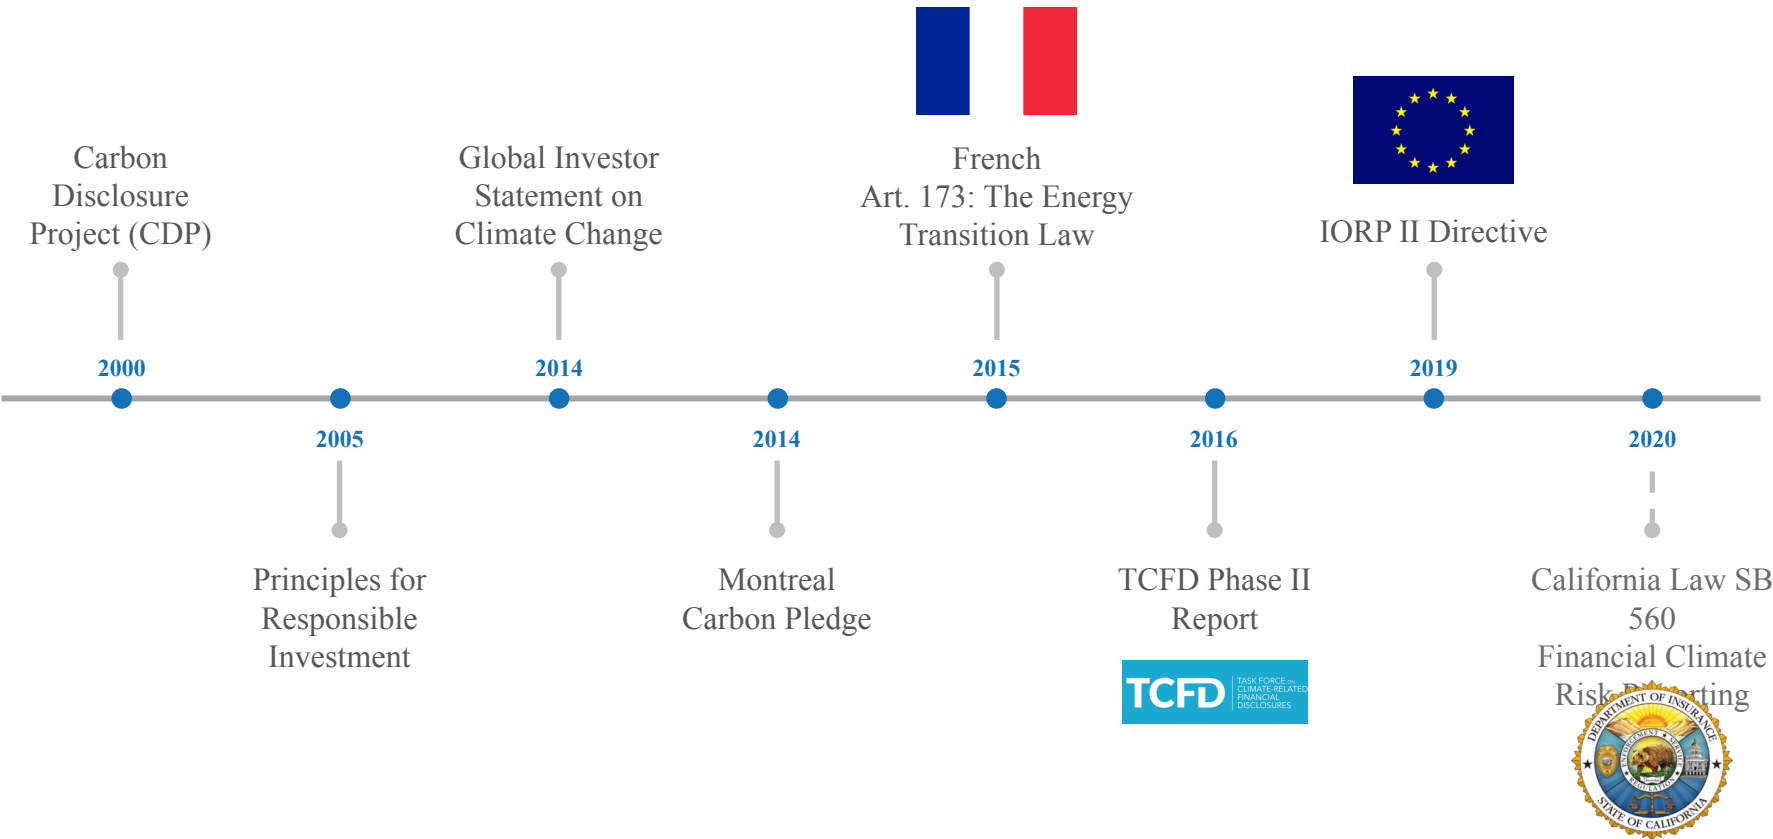 Carbon
Disclosure
Project (CDP)
2000
2005
Principles for
Responsible
Investment
Global Investor
Statement on
Climate Change
2014
2014
Montreal
Carbon Pledge
French
Art. 173: The Energy
Transition Law
2015
2016
TCFD Phase II
Report
TCFD
TASK FORCE ON
CLIMATE-RELATED
FINANCIAL
DISCLOSURES
IORP II Directive
2019
2020
California Law SB
560
Financial Climate
Risk
DEPARTMENT OF INSURANCE
ENFORCEMENT ★ SERVICE
REGULATION
STATE OF CALIFORNIA